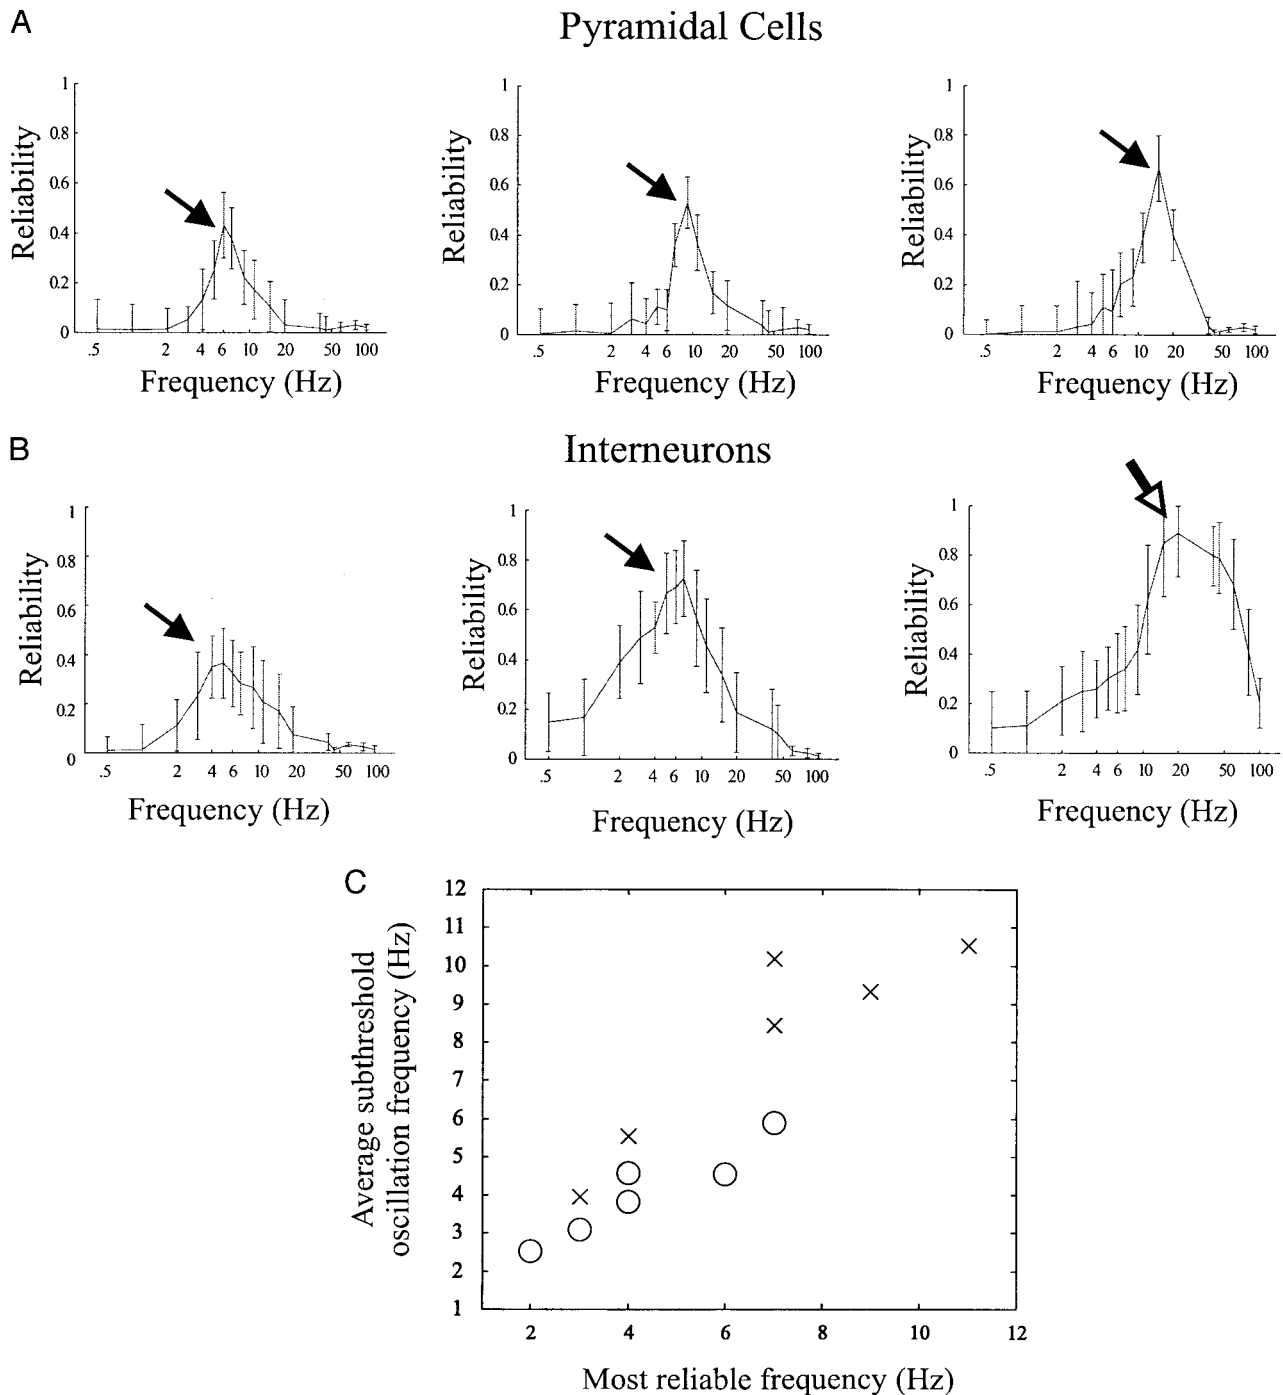 A
Pyramidal Cells
Reliability
1
0.8
0.6
0.4
0.2
0
.5 2 4 6 10 20 50 100
Frequency (Hz)
Reliability
1
0.8
0.6
0.4
0.2
0
.5 2 4 6 10 20 50 100
Frequency (Hz)
Reliability
1
0.8
0.6
0.4
0.2
0
.5 2 4 6 10 20 50 100
Frequency (Hz)
B
Interneurons
Reliability
1
0.8
0.6
0.4
0.2
0
.5 2 4 6 10 20 50 100
Frequency (Hz)
Reliability
1
0.8
0.6
0.4
0.2
0
.5 2 4 6 10 20 50 100
Frequency (Hz)
Reliability
1
0.8
0.6
0.4
0.2
0
.5 2 4 6 10 20 50 100
Frequency (Hz)
C
Average subthreshold
oscillation frequency (Hz)
12
11
10
9
8
7
6
5
4
3
2
1
2 4 6 8 10 12
Most reliable frequency (Hz)